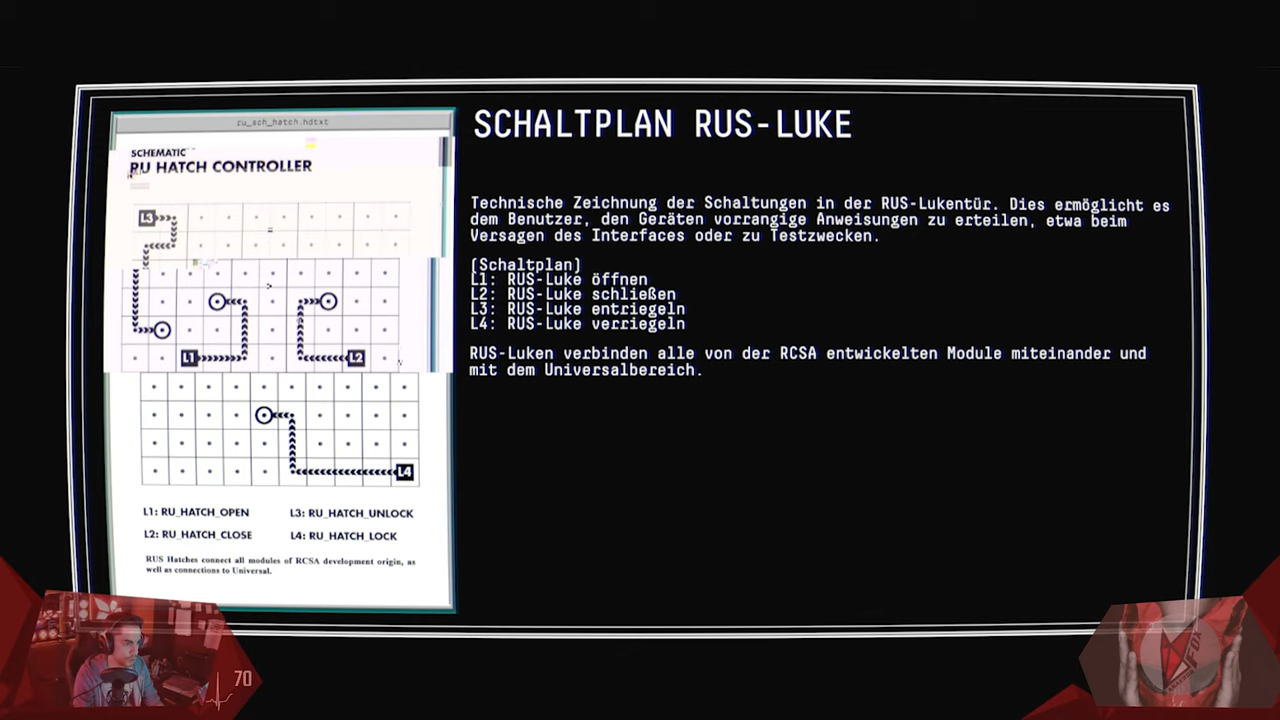 ru_sch_hatch.hdtxt
SCHEMATIC
RU HATCH CONTROLLER
L3
L1
L2
L4
L1: RU_HATCH_OPEN
L3: RU_HATCH_UNLOCK
L2: RU_HATCH_CLOSE
L4: RU_HATCH_LOCK
RUS Hatches connect all modules of RCSA development origin, as
well as connections to Universal.
SCHALTPLAN RUS-LUKE
Technische Zeichnung der Schaltungen in der RUS-Lukentür. Dies ermöglicht es
dem Benutzer, den Geräten vorrangige Anweisungen zu erteilen, etwa beim
Versagen des Interfaces oder zu Testzwecken.
[Schaltplan]
L1: RUS-Luke öffnen
L2: RUS-Luke schließen
L3: RUS-Luke entriegeln
L4: RUS-Luke verriegeln
RUS-Luken verbinden alle von der RCSA entwickelten Module miteinander und
mit dem Universalbereich.
70
FOX